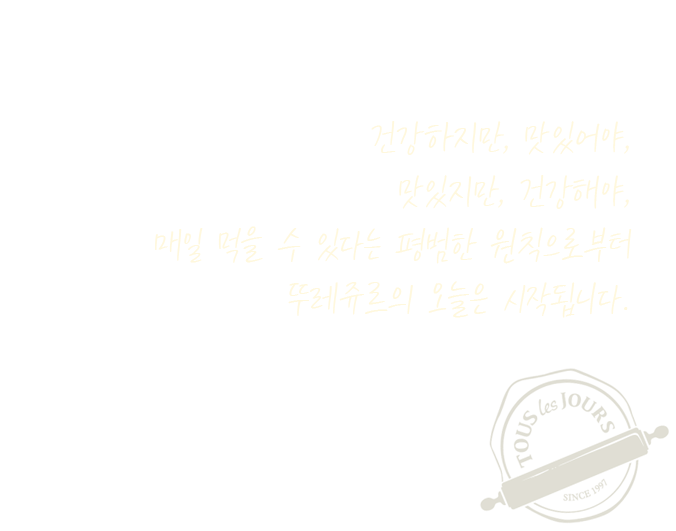 건강하지만, 맛있어야,
맛있지만, 건강해야,
매일 먹을 수 있다는 평범한 원칙으로부터
뚜레쥬르의 오늘은 시작됩니다.
TOUS les JOURS
SINCE 1997